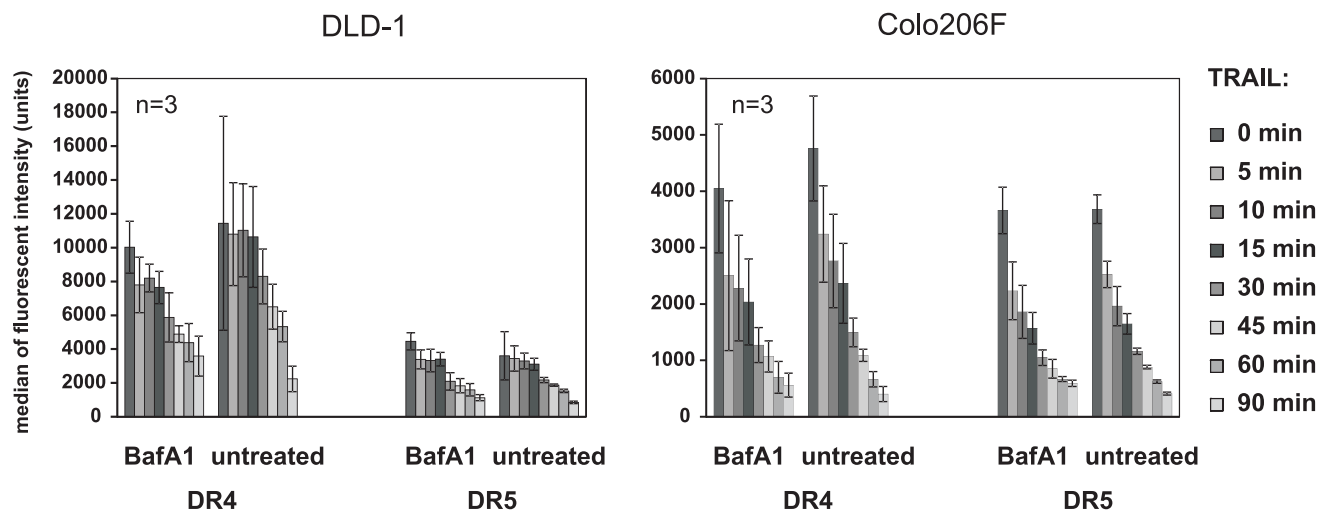 DLD-1
Colo206F
median of fluorescent intensity (units)
20000
18000
16000
14000
12000
10000
8000
6000
4000
2000
0
n=3
BafA1 untreated BafA1 untreated
DR4 DR5
6000
5000
4000
3000
2000
1000
0
n=3
BafA1 untreated BafA1 untreated
DR4 DR5
TRAIL:
0 min
5 min
10 min
15 min
30 min
45 min
60 min
90 min